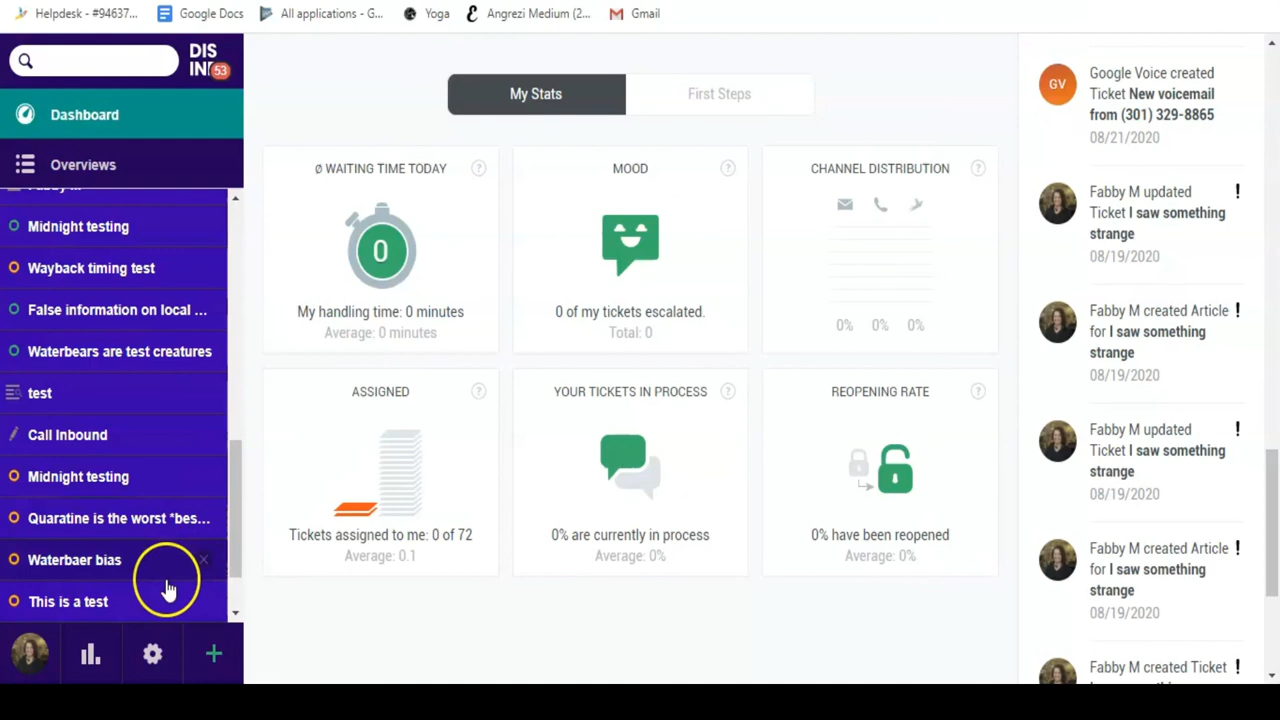 Helpdesk - #94637...
Google Docs
All applications - G...
Yoga
Angrezi Medium (2...
Gmail
DIS
IN
53
Dashboard
Overviews
Midnight testing
Wayback timing test
False information on local ...
Waterbears are test creatures
test
Call Inbound
Midnight testing
Quaratine is the worst *bes...
Waterbaer bias
This is a test
My Stats
First Steps
Ø WAITING TIME TODAY
?
0
My handling time: 0 minutes
Average: 0 minutes
MOOD
?
0 of my tickets escalated.
Total: 0
CHANNEL DISTRIBUTION
?
0% 0% 0%
ASSIGNED
?
Tickets assigned to me: 0 of 72
Average: 0.1
YOUR TICKETS IN PROCESS
?
0% are currently in process
Average: 0%
REOPENING RATE
?
0% have been reopened
Average: 0%
GV
Google Voice created
Ticket New voicemail
from (301) 329-8865
08/21/2020
Fabby M updated !
Ticket I saw something
strange
08/19/2020
Fabby M created Article !
for I saw something
strange
08/19/2020
Fabby M updated !
Ticket I saw something
strange
08/19/2020
Fabby M created Article !
for I saw something
strange
08/19/2020
Fabby M created Ticket !